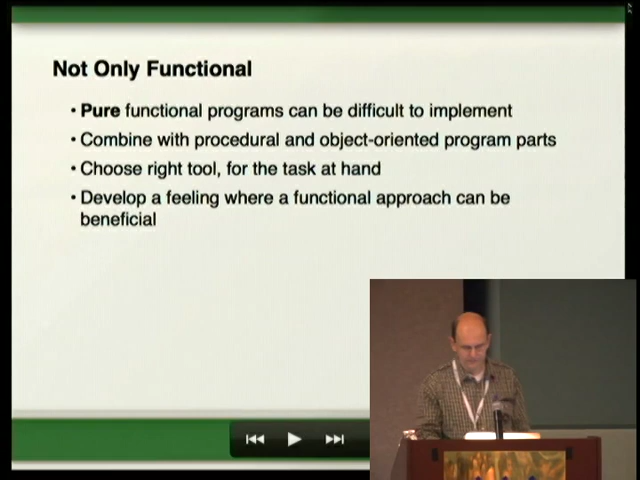 Not Only Functional
• Pure functional programs can be difficult to implement
• Combine with procedural and object-oriented program parts
• Choose right tool, for the task at hand
• Develop a feeling where a functional approach can be
beneficial